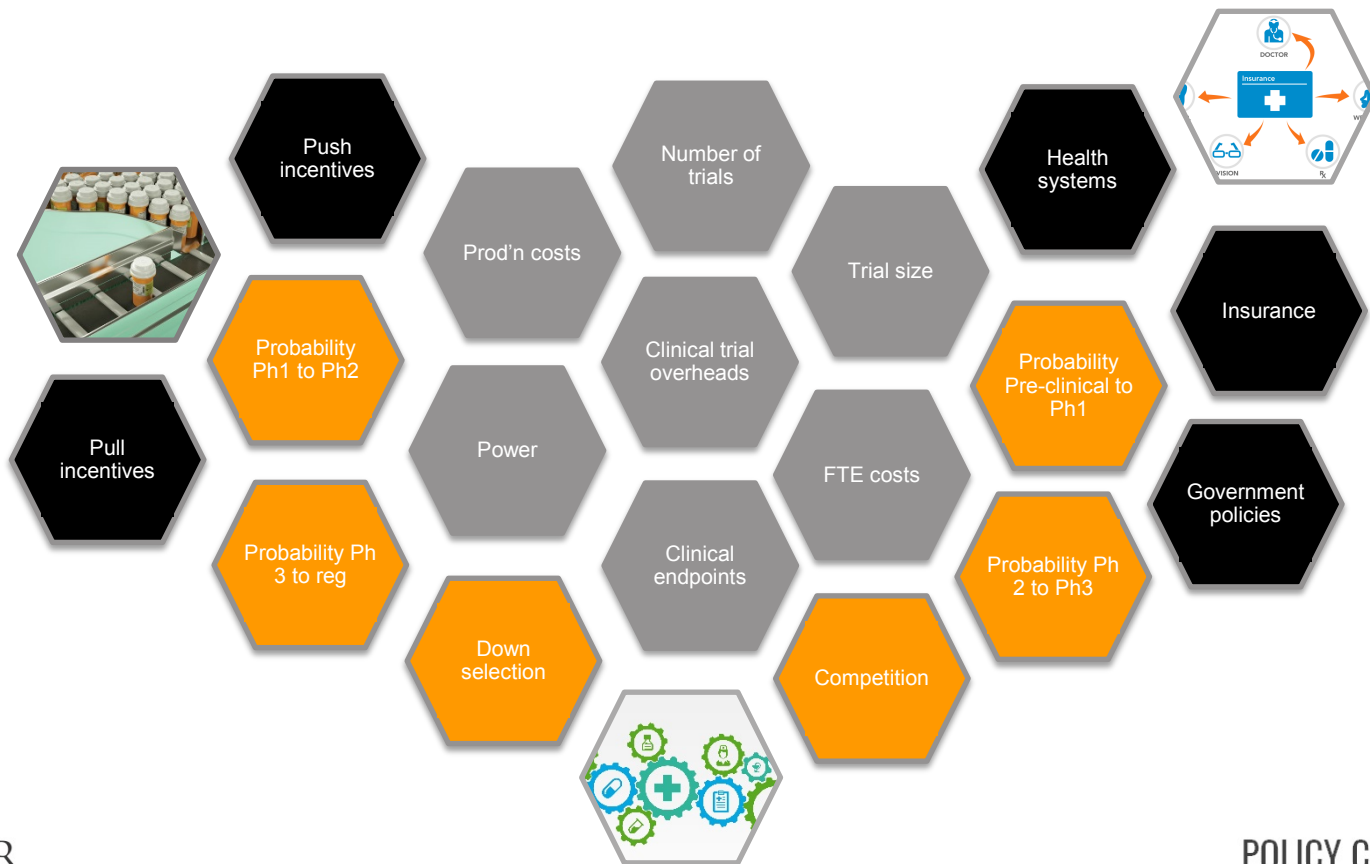 DOCTOR
Insurance
VISION
Rx
Push
incentives
Number of
trials
Health
systems
Prod'n costs
Trial size
Insurance
Probability
Ph1 to Ph2
Clinical trial
overheads
Probability
Pre-clinical to
Ph1
Pull
incentives
Power
FTE costs
Government
policies
Probability Ph
3 to reg
Clinical
endpoints
Probability Ph
2 to Ph3
Down
selection
Competition
R
POLICY C